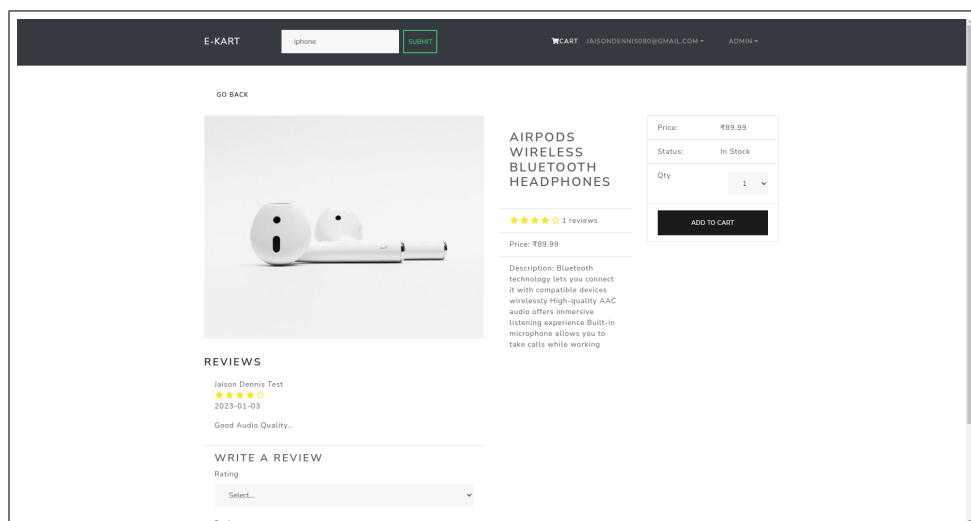 E-KART
iphone
SUBMIT
CART
JAISONDENNIS080@GMAIL.COM
ADMIN
GO BACK
AIRPODS
WIRELESS
BLUETOOTH
HEADPHONES
1 reviews
Price: ₹89.99
Description: Bluetooth
technology lets you connect
it with compatible devices
wirelessly High-quality AAC
audio offers immersive
listening experience Built-in
microphone allows you to
take calls while working
Price: ₹89.99
Status: In Stock
Qty 1
ADD TO CART
REVIEWS
Jaison Dennis Test
2023-01-03
Good Audio Quality..
WRITE A REVIEW
Rating
Select...